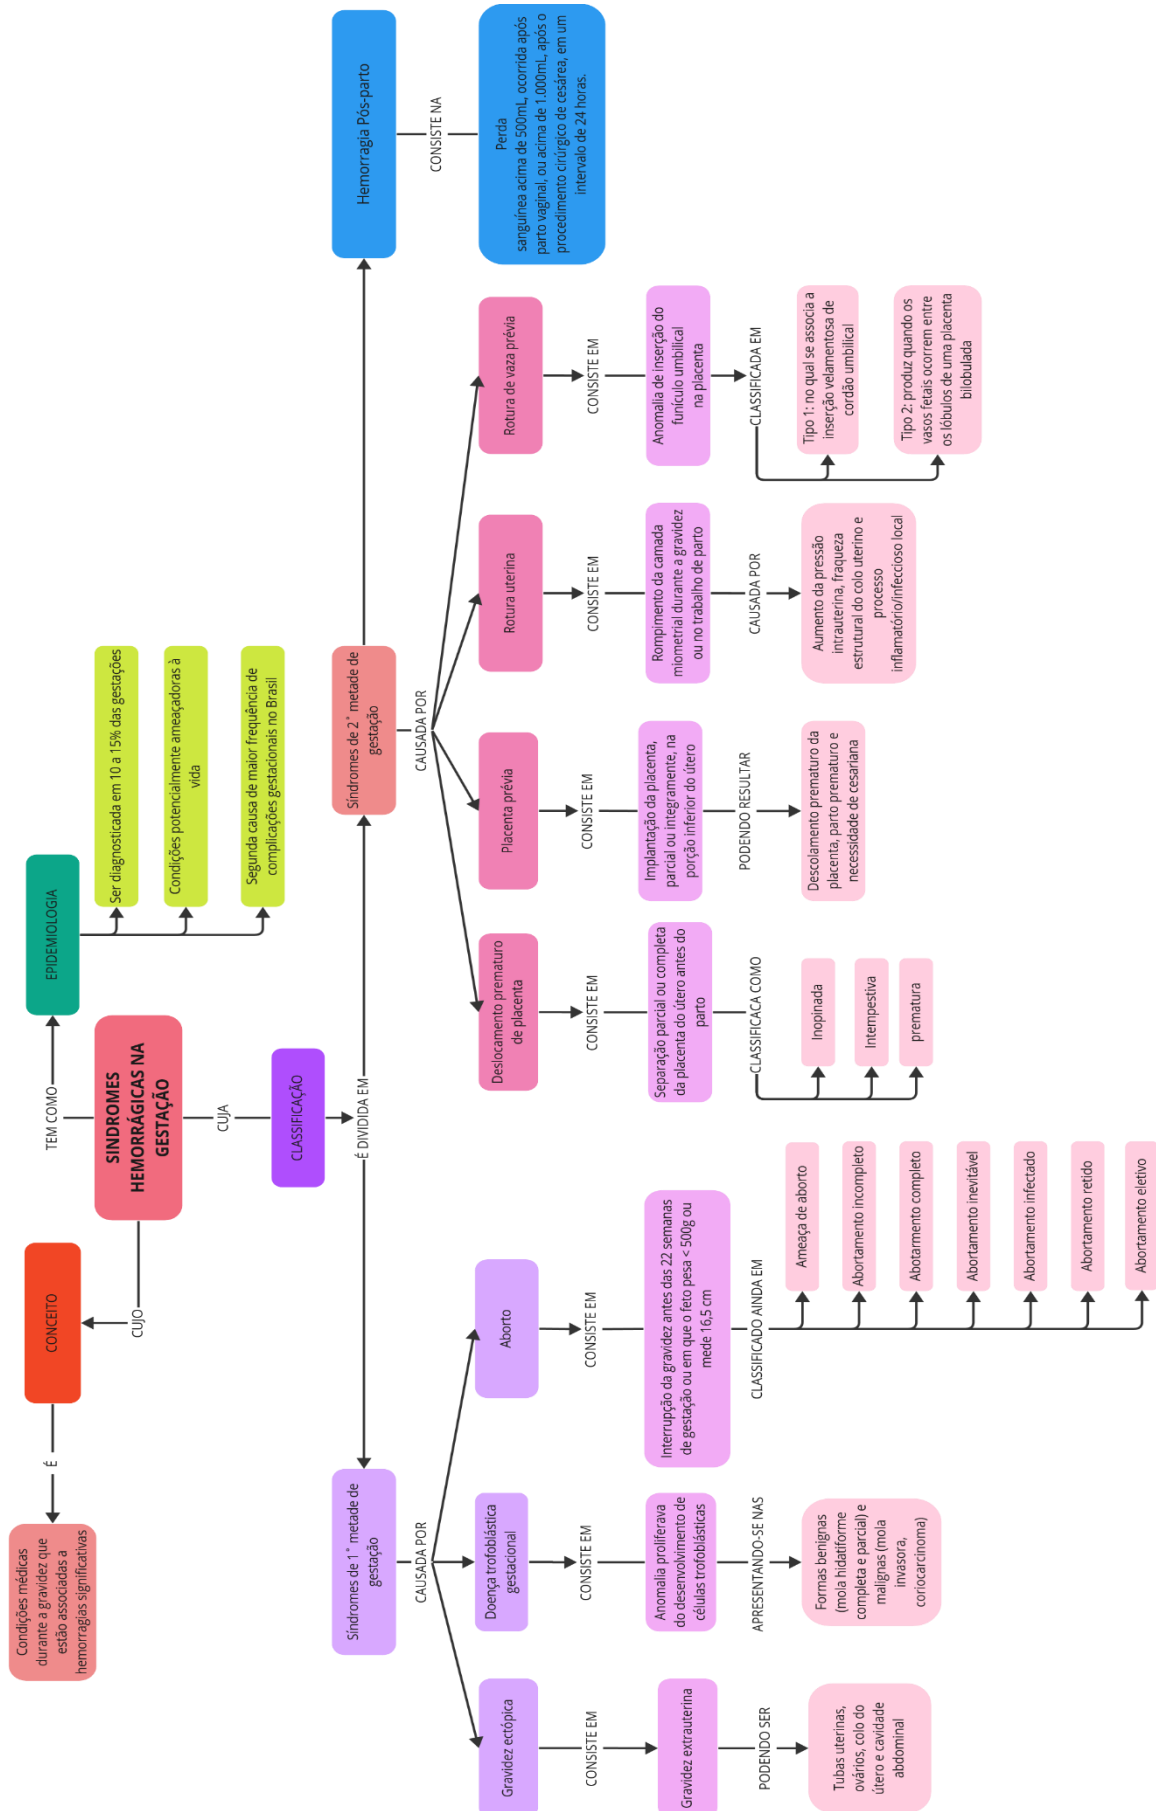 Condições médicas
durante a gravidez que
estão associadas a
hemorragias significativas
É
CONCEITO
CUJO
SINDROMES
HEMORRÁGICAS NA
GESTAÇÃO
TEM COMO
EPIDEMIOLOGIA
Ser diagnosticada em 10 a 15% das gestações
Condições potencialmente ameaçadoras à
vida
Segunda causa de maior frequência de
complicações gestacionais no Brasil
CUJA
CLASSIFICAÇÃO
É DIVIDIDA EM
Síndromes de 1° metade de
gestação
CAUSADA POR
Gravidez ectópica
CONSISTE EM
Gravidez extrauterina
PODENDO SER
Tubas uterinas,
ovários, colo do
útero e cavidade
abdominal
Doença trofoblástica
gestacional
CONSISTE EM
Anomalia proliferava
do desenvolvimento de
células trofoblásticas
APRESENTANDO-SE NAS
Formas benignas
(mola hidatiforme
completa e parcial) e
malignas (mola
invasora,
coriocarcinoma)
Aborto
CONSISTE EM
Interrupção da gravidez antes das 22 semanas
de gestação ou em que o feto pesa < 500g ou
mede 16,5 cm
CLASSIFICADO AINDA EM
Ameaça de aborto
Abortamento incompleto
Abotarmento completo
Abortamento inevitável
Abortamento infectado
Abortamento retido
Abortamento eletivo
Síndromes de 2° metade de
gestação
CAUSADA POR
Deslocamento prematuro
de placenta
CONSISTE EM
Separação parcial ou completa
da placenta do útero antes do
parto
CLASSIFICACA COMO
Inopinada
Intempestiva
prematura
Placenta prévia
CONSISTE EM
Implantação da placenta,
parcial ou integramente, na
porção inferior do útero
PODENDO RESULTAR
Descolamento prematuro da
placenta, parto prematuro e
necessidade de cesariana
Rotura uterina
CONSISTE EM
Rompimento da camada
miometrial durante a gravidez
ou no trabalho de parto
CAUSADA POR
Aumento da pressão
intrauterina, fraqueza
estrutural do colo uterino e
processo
inflamatório/infeccioso local
Rotura de vaza prévia
CONSISTE EM
Anomalia de inserção do
funículo umbilical
na placenta
CLASSIFICADA EM
Tipo 1: no qual se associa a
inserção velamentosa de
cordão umbilical
Tipo 2: produz quando os
vasos fetais ocorrem entre
os lóbulos de uma placenta
bilobulada
Hemorragia Pós-parto
CONSISTE NA
Perda
sanguínea acima de 500mL, ocorrida após
parto vaginal, ou acima de 1.000mL, após o
procedimento cirúrgico de cesárea, em um
intervalo de 24 horas.